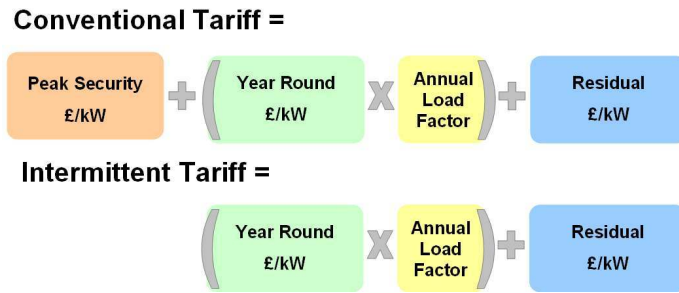 Conventional Tariff =
Peak Security
£/kW
+
(
Year Round
£/kW
X
Annual
Load
Factor
)
+
Residual
£/kW
Intermittent Tariff =
(
Year Round
£/kW
X
Annual
Load
Factor
)
+
Residual
£/kW